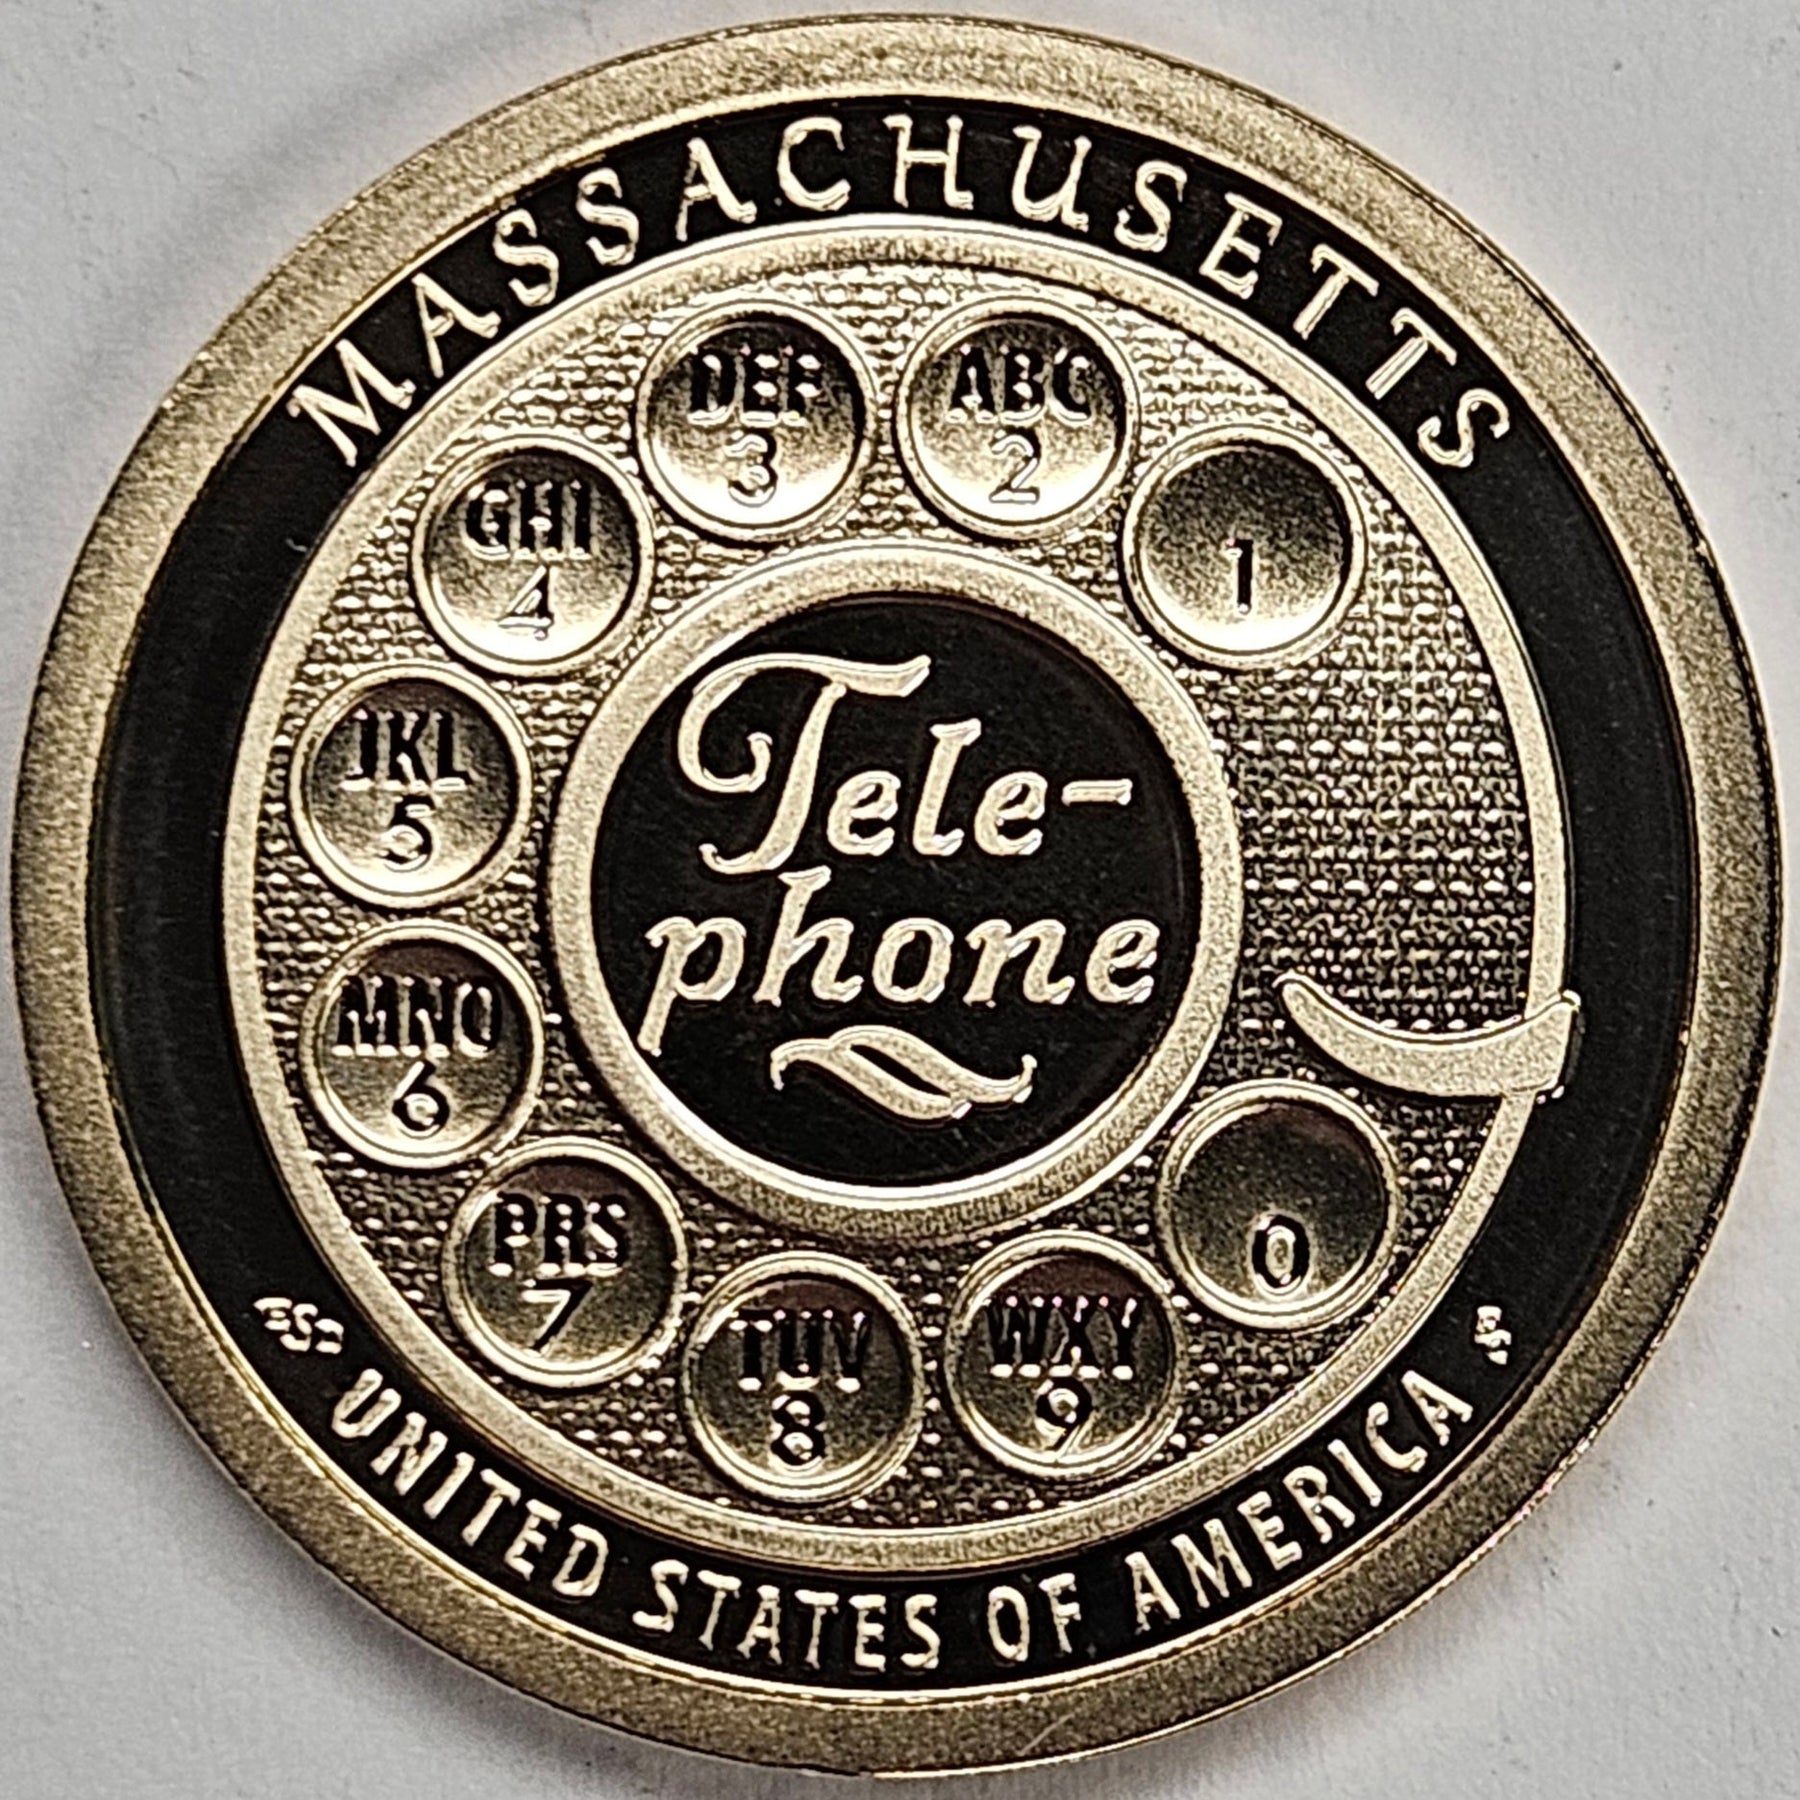 MASSACHUSETTS
1
ABC
2
DEF
3
GHI
4
JKL
5
MNO
6
PRS
7
TUV
8
WXY
9
0
Tele-
phone
UNITED STATES OF AMERICA